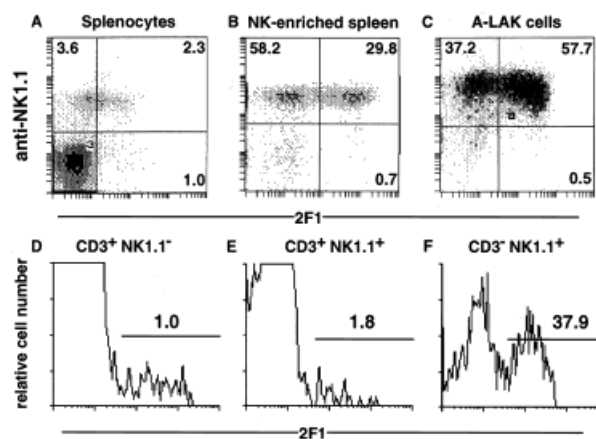 A Splenocytes
B NK-enriched spleen
C A-LAK cells
anti-NK1.1
3.6 2.3
1.0
58.2 29.8
0.7
37.2 57.7
0.5
2F1
D CD3+ NK1.1-
E CD3+ NK1.1+
F CD3- NK1.1+
relative cell number
1.0
1.8
37.9
2F1